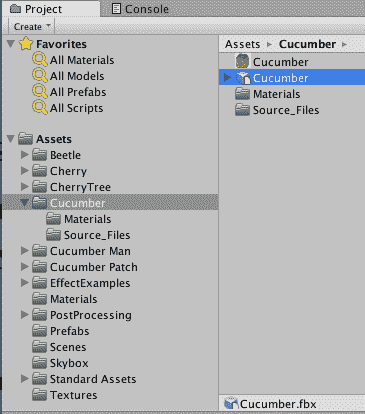 Project
Console
Create
Favorites
All Materials
All Models
All Prefabs
All Scripts
Assets
Beetle
Cherry
CherryTree
Cucumber
Materials
Source_Files
Cucumber Man
Cucumber Patch
EffectExamples
Materials
PostProcessing
Prefabs
Scenes
Skybox
Standard Assets
Textures
Assets Cucumber
Cucumber
Cucumber
Materials
Source_Files
Cucumber.fbx